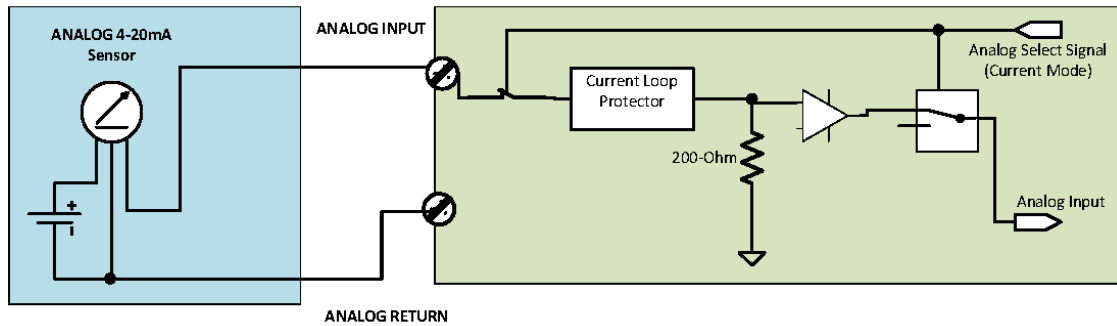 ANALOG 4-20mA
Sensor
+
ANALOG INPUT
Current Loop
Protector
200-Ohm
Analog Select Signal
(Current Mode)
Analog Input
ANALOG RETURN